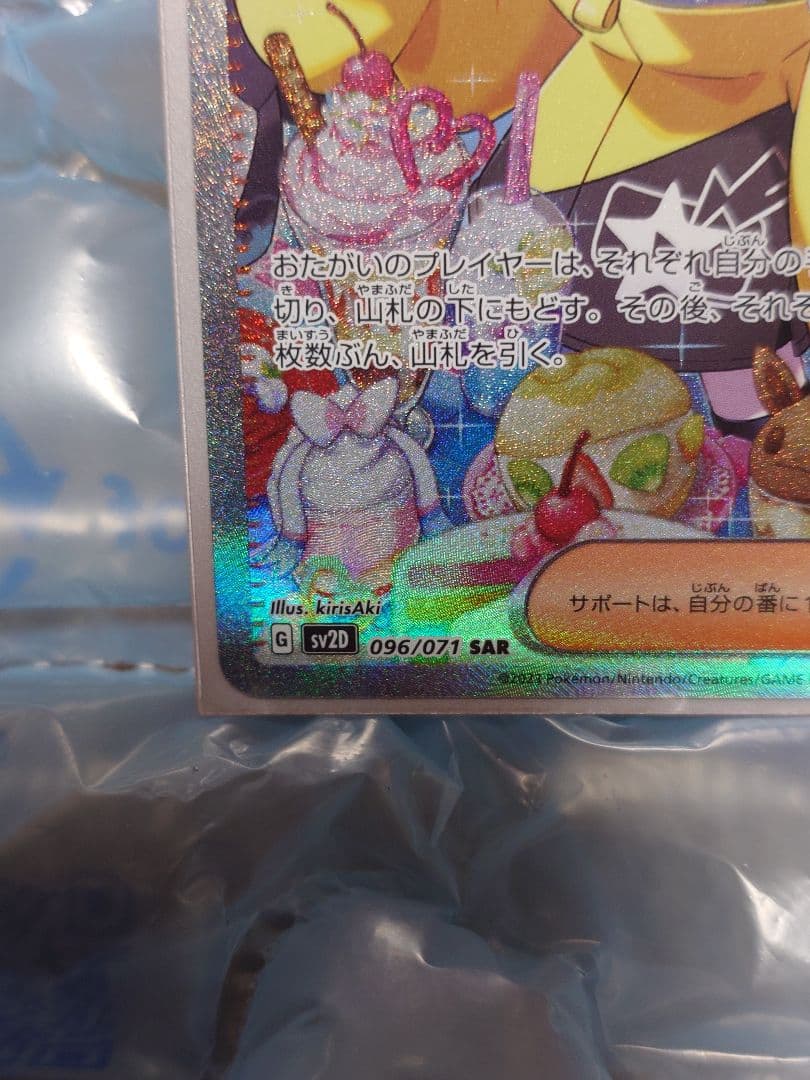 おたがいのプレイヤーは、それぞれ自分の
切り、山札の下にもどす。その後、それぞ
枚数ぶん、山札を引く。
サポートは、自分の番に1
Illus. kirisAki
G SV2D 096/071 SAR
©2023 Pokémon/Nintendo/Creatures/GAME